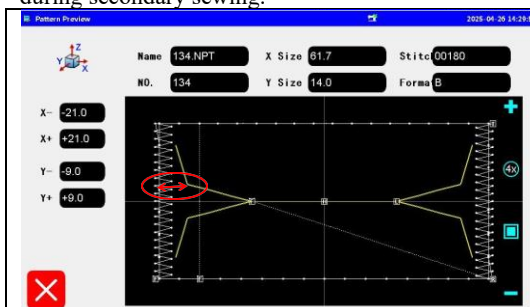 during secondary sewing.
Pattern Preview
2025-04-26 14:29:5
Z
Y
X
Name 134.NPT X Size 61.7 Stitc 00180
NO. 134 Y Size 14.0 Forma B
X- -21.0
X+ +21.0
Y- -9.0
Y+ +9.0
4x